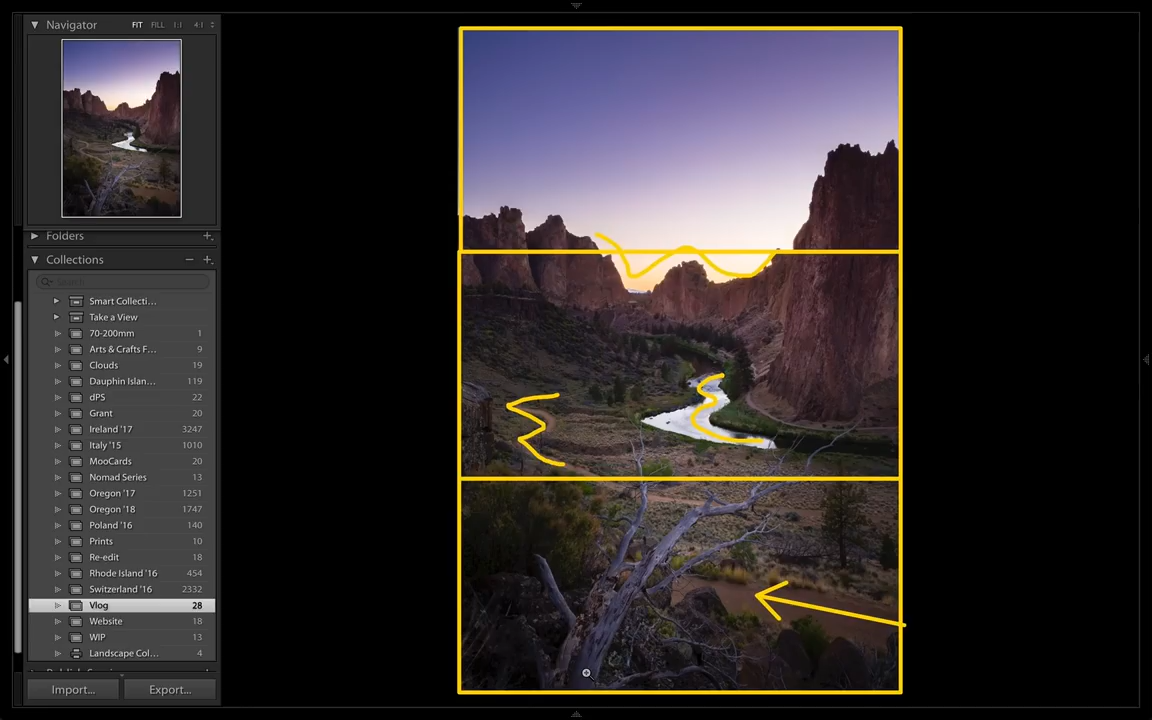 Navigator FIT FILL 1:1 4:1
Folders
Collections
Search
Smart Collecti...
Take a View
70-200mm 1
Arts & Crafts F... 9
Clouds 19
Dauphin Islan... 119
dPS 22
Grant 20
Ireland '17 3247
Italy '15 1010
MooCards 20
Nomad Series 13
Oregon '17 1251
Oregon '18 1747
Poland '16 140
Prints 10
Re-edit 18
Rhode Island '16 454
Switzerland '16 2332
Vlog 28
Website 18
WIP 13
Landscape Col... 4
Import... Export...